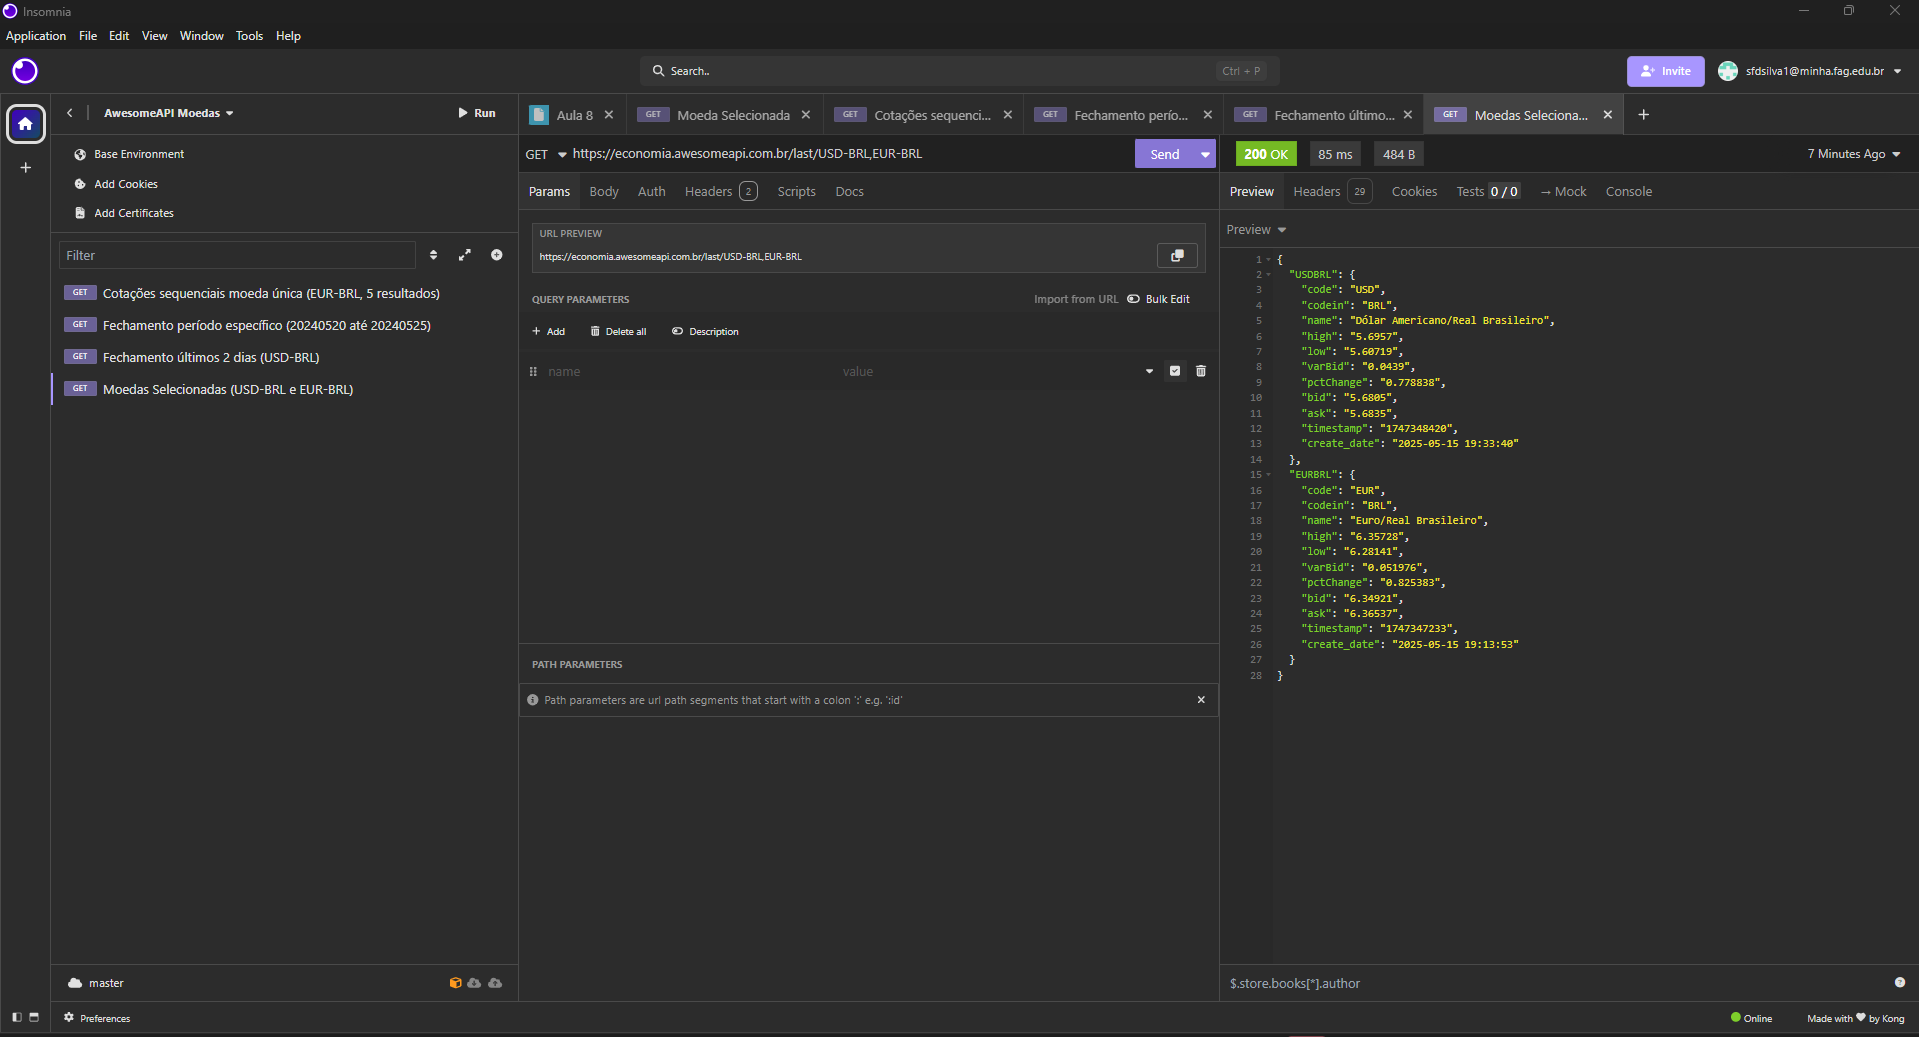 Insomnia
Application File Edit View Window Tools Help
Search.. Ctrl + P
Invite
sfdsilva1@minha.fag.edu.br
AwesomeAPI Moedas
Run
Base Environment
Add Cookies
Add Certificates
Filter
GET Cotações sequenciais moeda única (EUR-BRL, 5 resultados)
GET Fechamento período específico (20240520 até 20240525)
GET Fechamento últimos 2 dias (USD-BRL)
GET Moedas Selecionadas (USD-BRL e EUR-BRL)
master
Preferences
Aula 8
GET Moeda Selecionada
GET Cotações sequenci...
GET Fechamento perío...
GET Fechamento último...
GET Moedas Seleciona...
GET https://economia.awesomeapi.com.br/last/USD-BRL,EUR-BRL
Send
Params Body Auth Headers 2 Scripts Docs
URL PREVIEW
https://economia.awesomeapi.com.br/last/USD-BRL,EUR-BRL
QUERY PARAMETERS
Import from URL Bulk Edit
+ Add Delete all Description
name value
PATH PARAMETERS
Path parameters are url path segments that start with a colon ':' e.g. ':id'
200 OK 85 ms 484 B 7 Minutes Ago
Preview Headers 29 Cookies Tests 0 / 0 → Mock Console
Preview
1 {
2 "USDBRL": {
3 "code": "USD",
4 "codein": "BRL",
5 "name": "Dólar Americano/Real Brasileiro",
6 "high": "5.6957",
7 "low": "5.60719",
8 "varBid": "0.0439",
9 "pctChange": "0.778838",
10 "bid": "5.6805",
11 "ask": "5.6835",
12 "timestamp": "1747348420",
13 "create_date": "2025-05-15 19:33:40"
14 },
15 "EURBRL": {
16 "code": "EUR",
17 "codein": "BRL",
18 "name": "Euro/Real Brasileiro",
19 "high": "6.35728",
20 "low": "6.28141",
21 "varBid": "0.051976",
22 "pctChange": "0.825383",
23 "bid": "6.34921",
24 "ask": "6.36537",
25 "timestamp": "1747347233",
26 "create_date": "2025-05-15 19:13:53"
27 }
28 }
$.store.books[*].author
Online
Made with ♥ by Kong